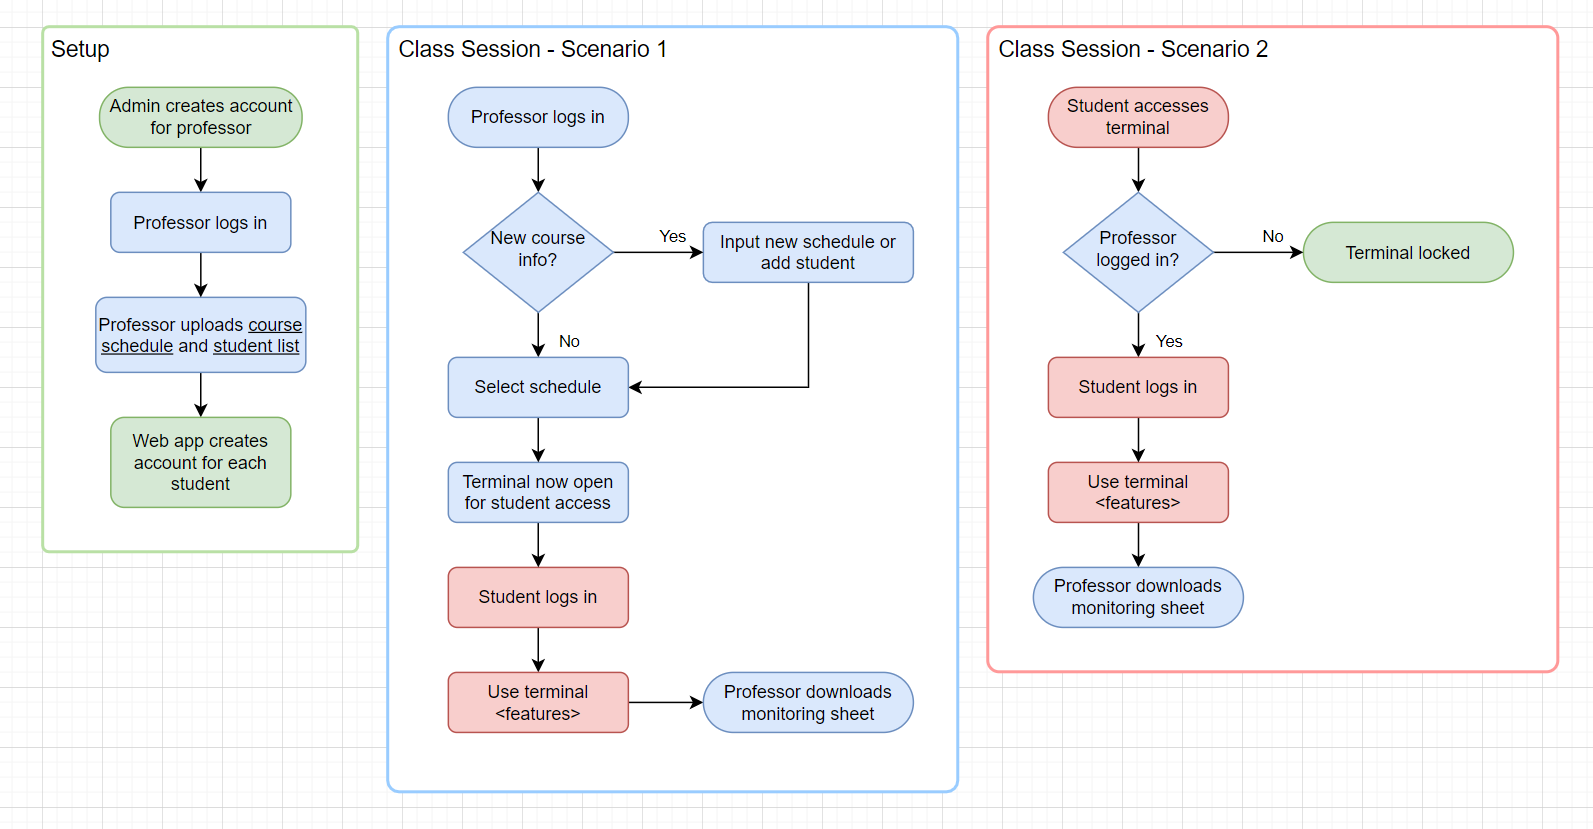 Setup
Admin creates account
for professor
Professor logs in
Professor uploads course
schedule and student list
Web app creates
account for each
student
Class Session - Scenario 1
Professor logs in
New course
info?
Yes
Input new schedule or
add student
No
Select schedule
Terminal now open
for student access
Student logs in
Use terminal
<features>
Professor downloads
monitoring sheet
Class Session - Scenario 2
Student accesses
terminal
Professor
logged in?
No
Terminal locked
Yes
Student logs in
Use terminal
<features>
Professor downloads
monitoring sheet